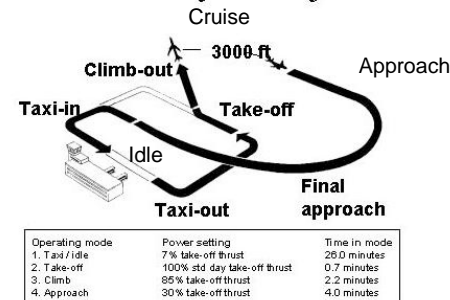 Cruise
3000 ft
Climb-out
Approach
Taxi-in
Take-off
Idle
Final
approach
Taxi-out
Operating mode Power setting Time in mode
1. Taxi/idle 7% take-off thrust 26.0 minutes
2. Take-off 100% std day take-off thrust 0.7 minutes
3. Climb 85% take-off thrust 2.2 minutes
4. Approach 30% take-off thrust 4.0 minutes